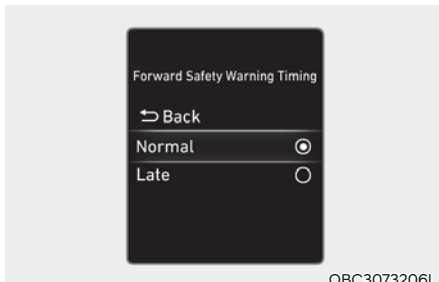 Forward Safety Warning Timing
Back
Normal
Late
OBC3073206L